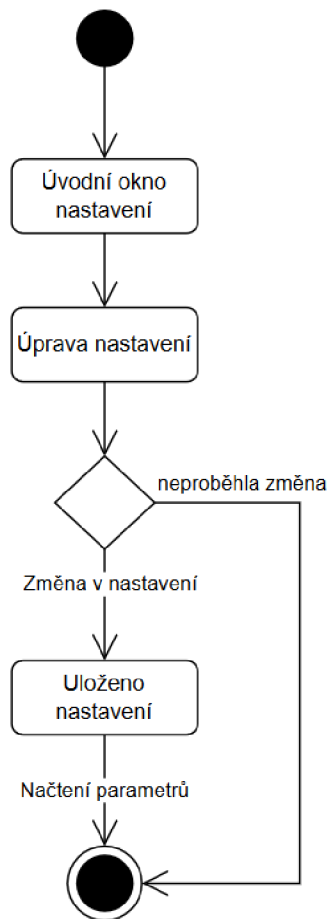 Úvodní okno
nastavení
Úprava nastavení
neproběhla změna
Změna v nastavení
Uloženo
nastavení
Načtení parametrů